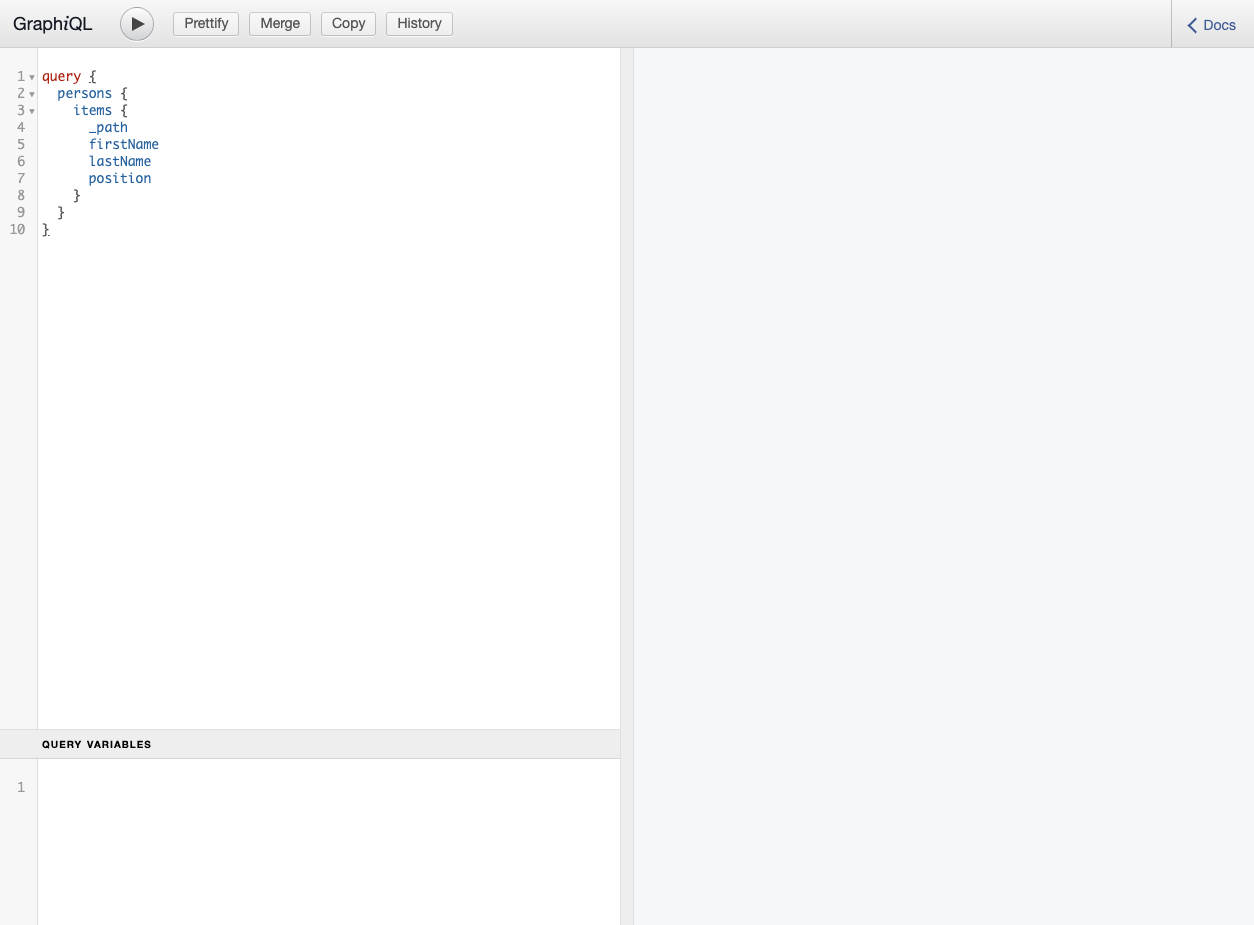 GraphiQL Prettify Merge Copy History Docs
1 query {
2   persons {
3     items {
4       _path
5       firstName
6       lastName
7       position
8     }
9   }
10 }
QUERY VARIABLES
1